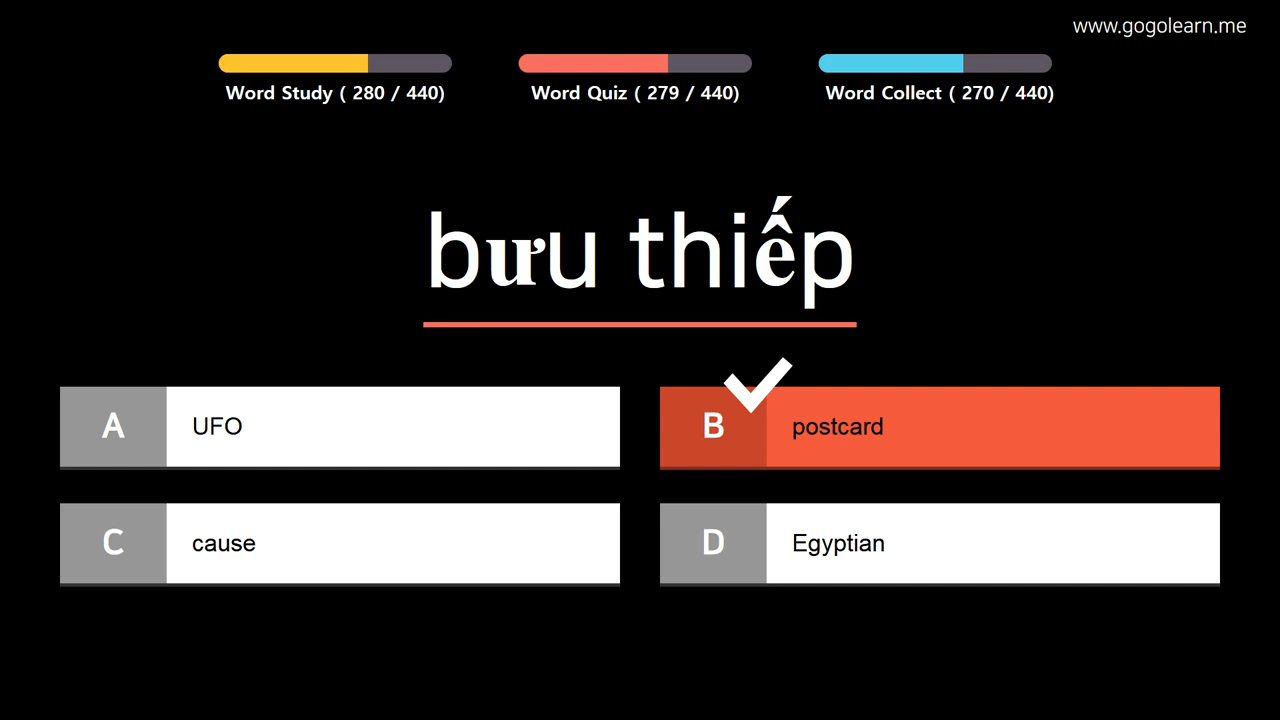 www.gogolearn.me
Word Study ( 280 / 440)
Word Quiz ( 279 / 440)
Word Collect ( 270 / 440)
bưu thiếp
A UFO
B postcard
C cause
D Egyptian